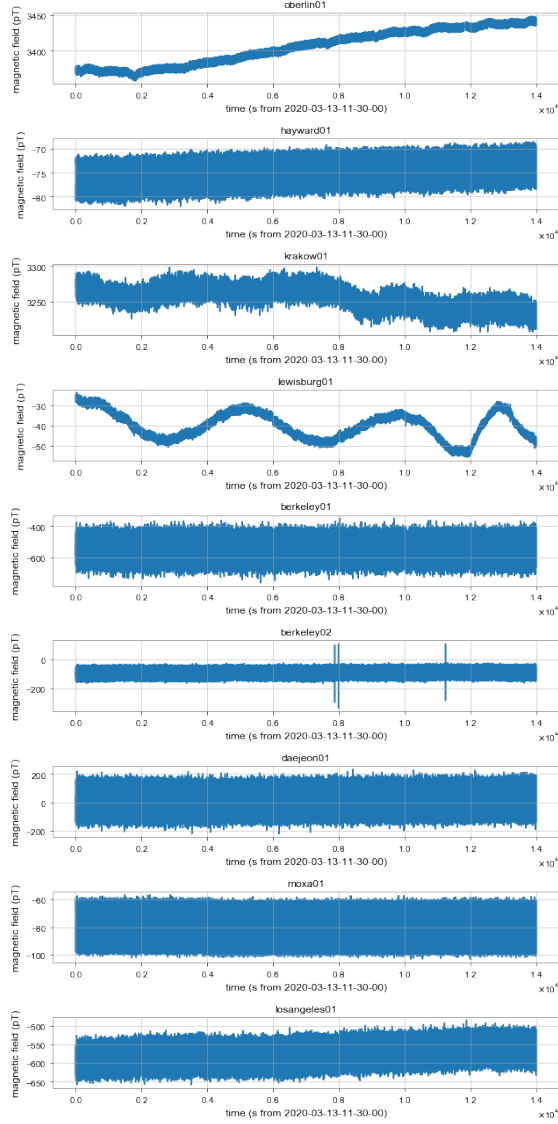 oberlin01
magnetic field (pT)
3450
3400
0.0 0.2 0.4 0.6 0.8 1.0 1.2 1.4
×10⁴
time (s from 2020-03-13-11-30-00)
hayward01
magnetic field (pT)
−70
−75
−80
0.0 0.2 0.4 0.6 0.8 1.0 1.2 1.4
×10⁴
time (s from 2020-03-13-11-30-00)
krakow01
magnetic field (pT)
3300
3250
0.0 0.2 0.4 0.6 0.8 1.0 1.2 1.4
×10⁴
time (s from 2020-03-13-11-30-00)
lewisburg01
magnetic field (pT)
−30
−40
−50
0.0 0.2 0.4 0.6 0.8 1.0 1.2 1.4
×10⁴
time (s from 2020-03-13-11-30-00)
berkeley01
magnetic field (pT)
−400
−600
0.0 0.2 0.4 0.6 0.8 1.0 1.2 1.4
×10⁴
time (s from 2020-03-13-11-30-00)
berkeley02
magnetic field (pT)
0
−200
0.0 0.2 0.4 0.6 0.8 1.0 1.2 1.4
×10⁴
time (s from 2020-03-13-11-30-00)
daejeon01
magnetic field (pT)
200
0
−200
0.0 0.2 0.4 0.6 0.8 1.0 1.2 1.4
×10⁴
time (s from 2020-03-13-11-30-00)
moxa01
magnetic field (pT)
−60
−80
−100
0.0 0.2 0.4 0.6 0.8 1.0 1.2 1.4
×10⁴
time (s from 2020-03-13-11-30-00)
losangeles01
magnetic field (pT)
−500
−550
−600
−650
0.0 0.2 0.4 0.6 0.8 1.0 1.2 1.4
×10⁴
time (s from 2020-03-13-11-30-00)